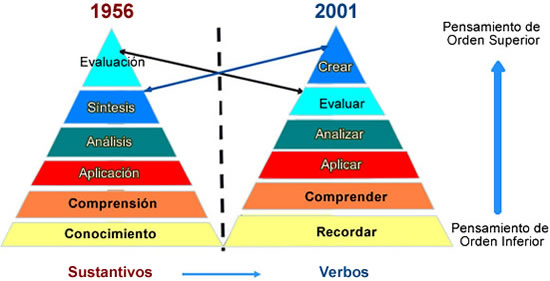 1956
Evaluación
Síntesis
Análisis
Aplicación
Comprensión
Conocimiento
Sustantivos
2001
Crear
Evaluar
Analizar
Aplicar
Comprender
Recordar
Verbos
Pensamiento de
Orden Superior
Pensamiento de
Orden Inferior